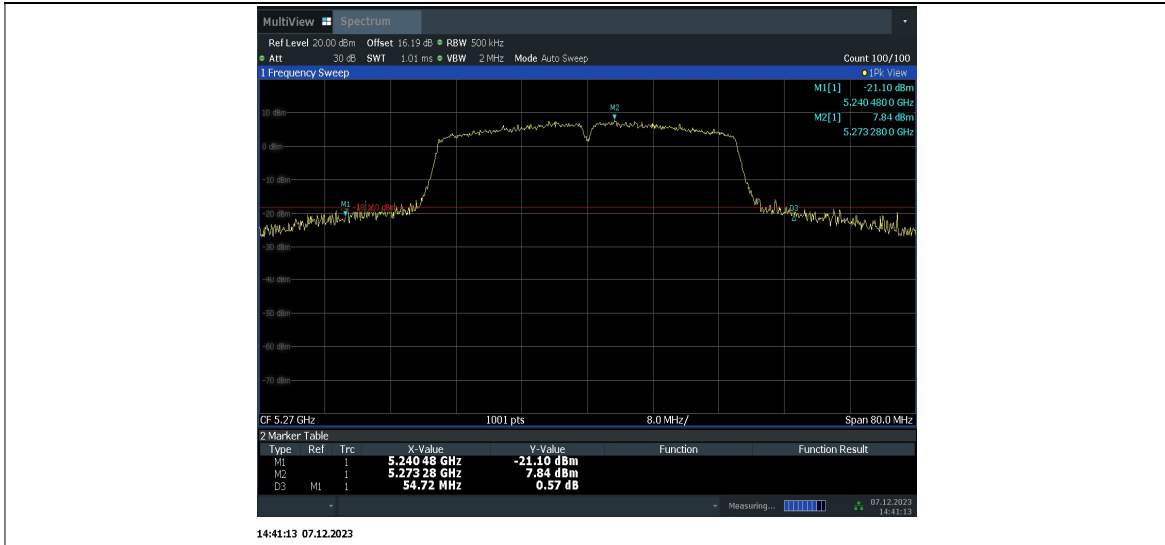 MultiView Spectrum
Ref Level 20.00 dBm Offset 16.19 dB RBW 500 kHz
Att 30 dB SWT 1.01 ms VBW 2 MHz Mode Auto Sweep Count 100/100
1 Frequency Sweep 1Pk View
M1[1] -21.10 dBm
5.240 480 0 GHz
M2[1] 7.84 dBm
5.273 280 0 GHz
M2
10 dBm
0 dBm
-10 dBm
M1 -18.160 dBm D3
-20 dBm
-30 dBm
-40 dBm
-50 dBm
-60 dBm
-70 dBm
CF 5.27 GHz 1001 pts 8.0 MHz/ Span 80.0 MHz
2 Marker Table
Type Ref Trc X-Value Y-Value Function Function Result
M1 1 5.240 48 GHz -21.10 dBm
M2 1 5.273 28 GHz 7.84 dBm
D3 M1 1 54.72 MHz 0.57 dB
Measuring... 07.12.2023
14:41:13
14:41:13 07.12.2023